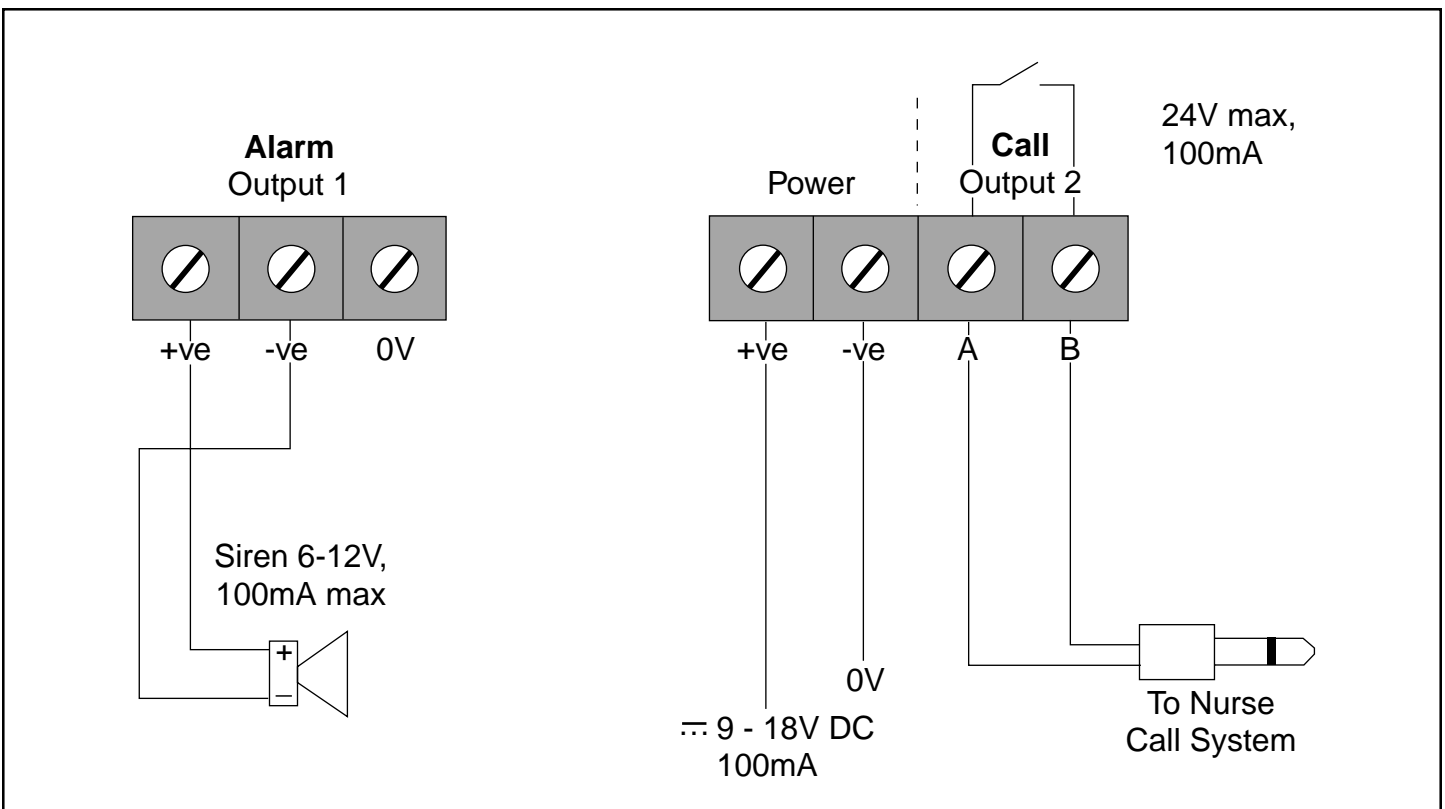 Alarm
Output 1
+ve -ve 0V
Siren 6-12V,
100mA max
+
–
Power
Call
Output 2
24V max,
100mA
+ve -ve A B
0V
9 - 18V DC
100mA
To Nurse
Call System